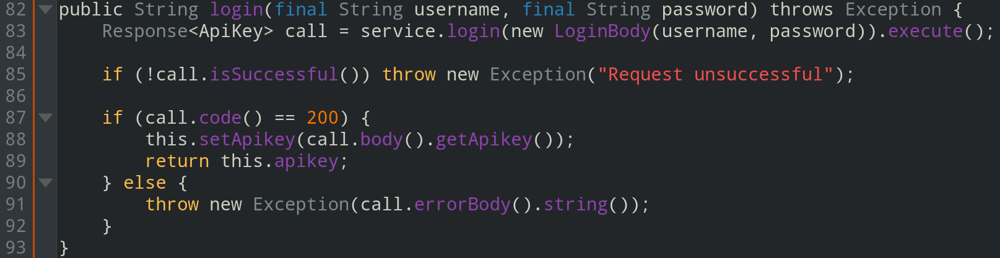 82 public String login(final String username, final String password) throws Exception {
83     Response<ApiKey> call = service.login(new LoginBody(username, password)).execute();
84
85     if (!call.isSuccessful()) throw new Exception("Request unsuccessful");
86
87     if (call.code() == 200) {
88         this.setApikey(call.body().getApikey());
89         return this.apikey;
90     } else {
91         throw new Exception(call.errorBody().string());
92     }
93 }